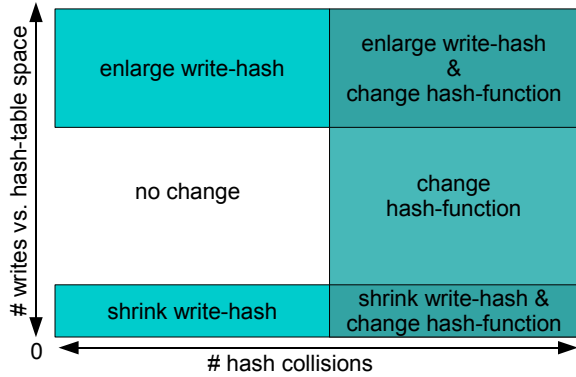 # writes vs. hash-table space
enlarge write-hash
enlarge write-hash
&
change hash-function
no change
change
hash-function
shrink write-hash
shrink write-hash &
change hash-function
0
# hash collisions